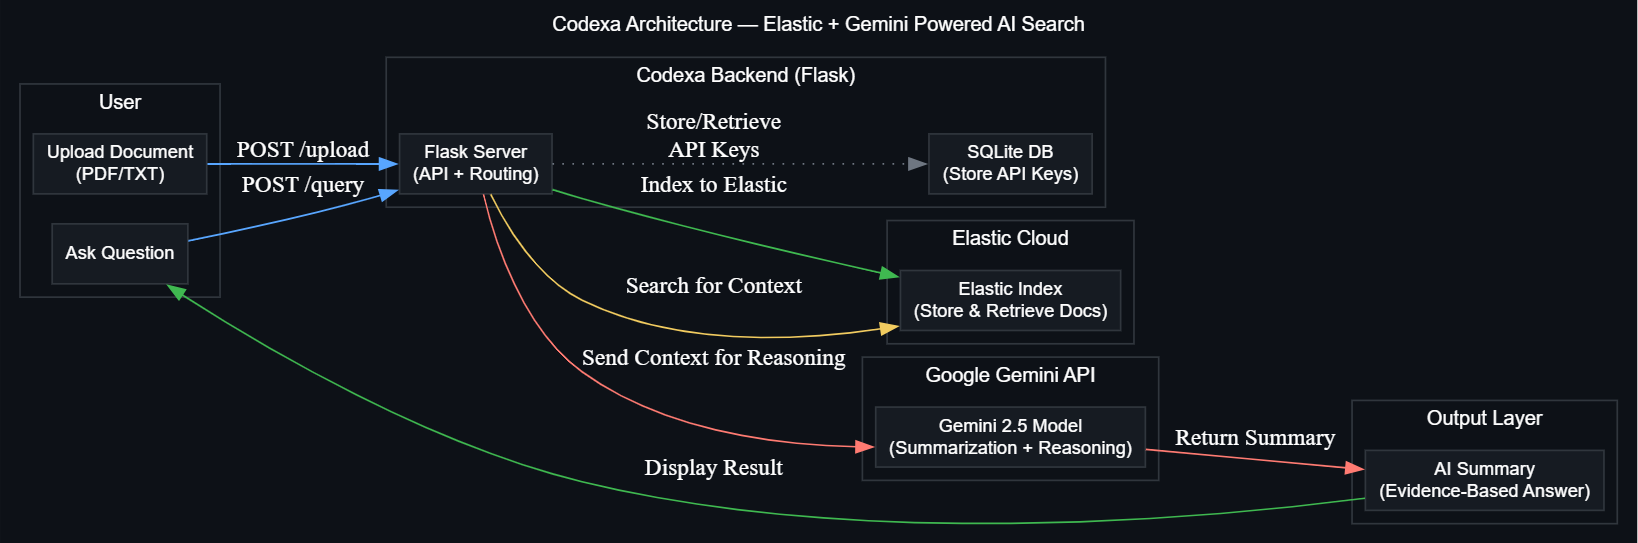 Codexa Architecture — Elastic + Gemini Powered AI Search
User
Upload Document
(PDF/TXT)
Ask Question
POST /upload
POST /query
Codexa Backend (Flask)
Flask Server
(API + Routing)
Store/Retrieve
API Keys
SQLite DB
(Store API Keys)
Index to Elastic
Elastic Cloud
Elastic Index
(Store & Retrieve Docs)
Search for Context
Send Context for Reasoning
Google Gemini API
Gemini 2.5 Model
(Summarization + Reasoning)
Return Summary
Output Layer
AI Summary
(Evidence-Based Answer)
Display Result